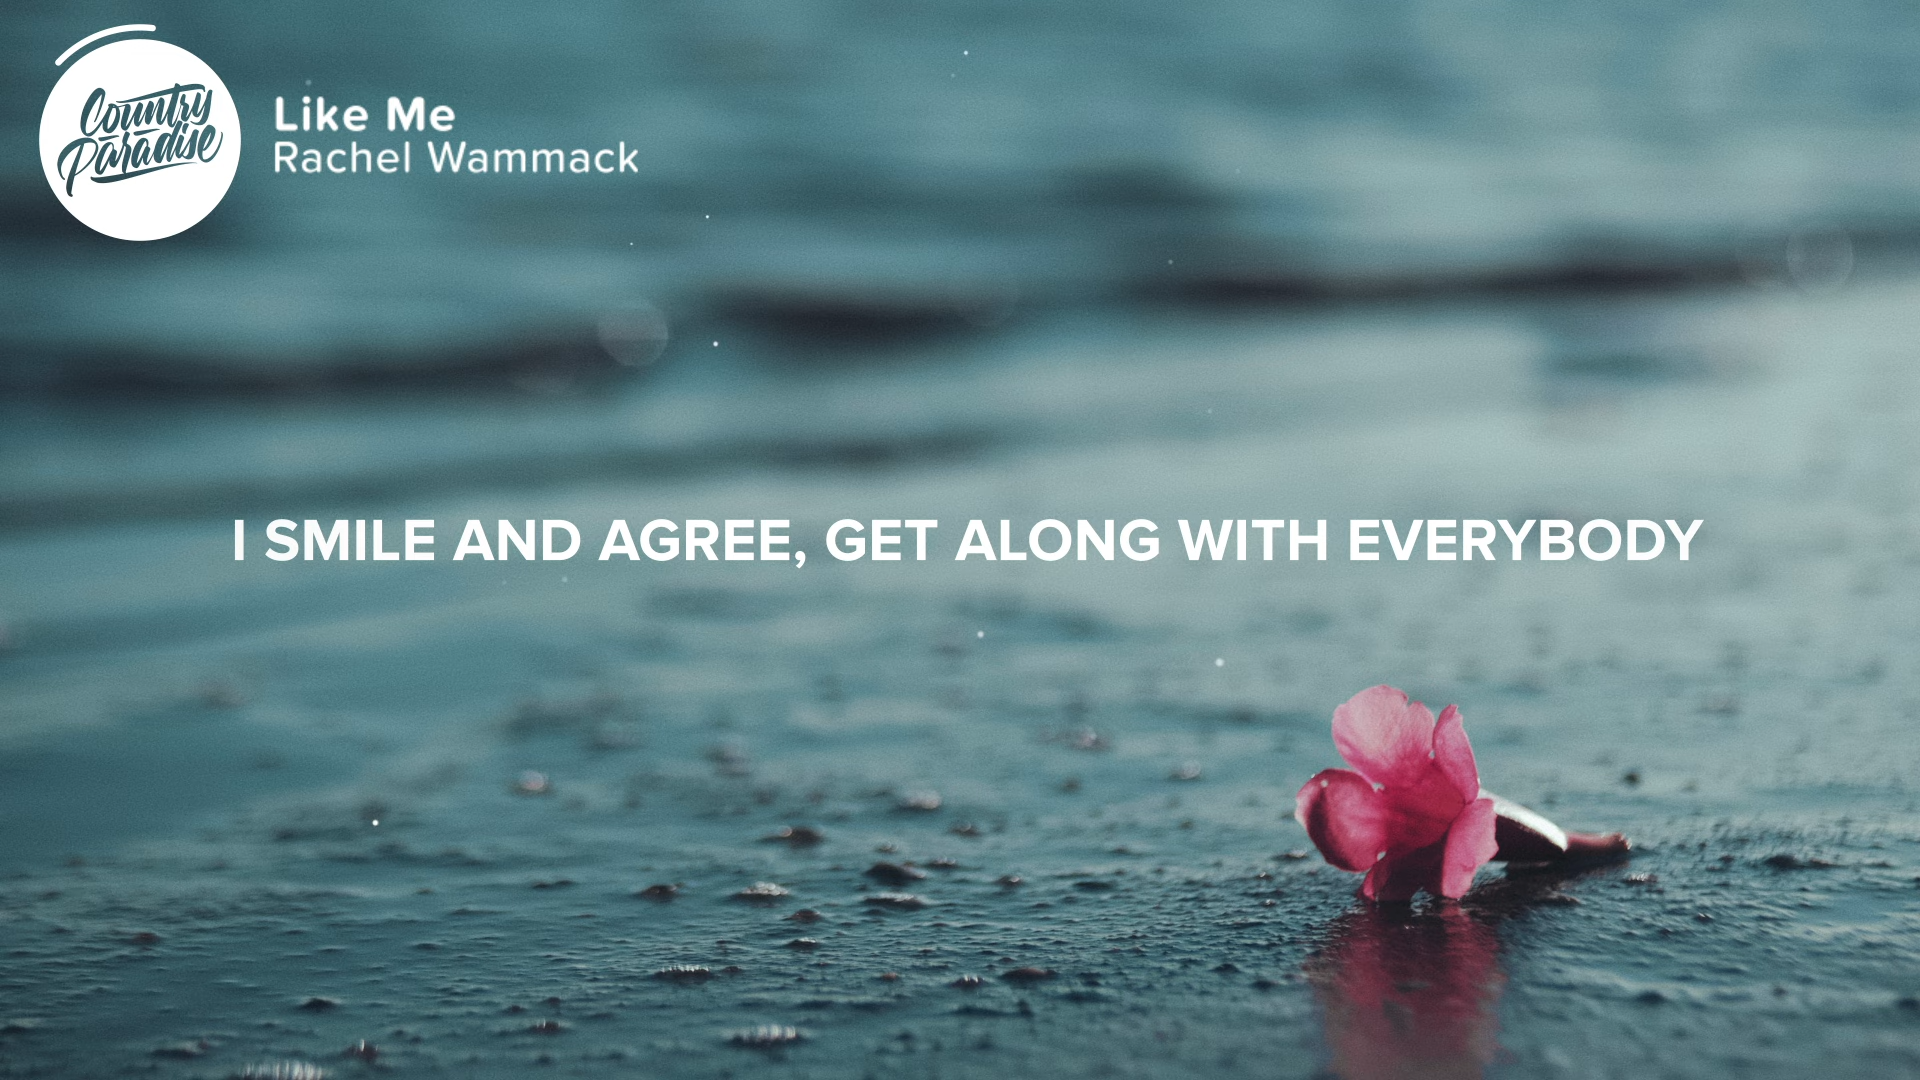 Country
Paradise
Like Me
Rachel Wammack
I SMILE AND AGREE, GET ALONG WITH EVERYBODY